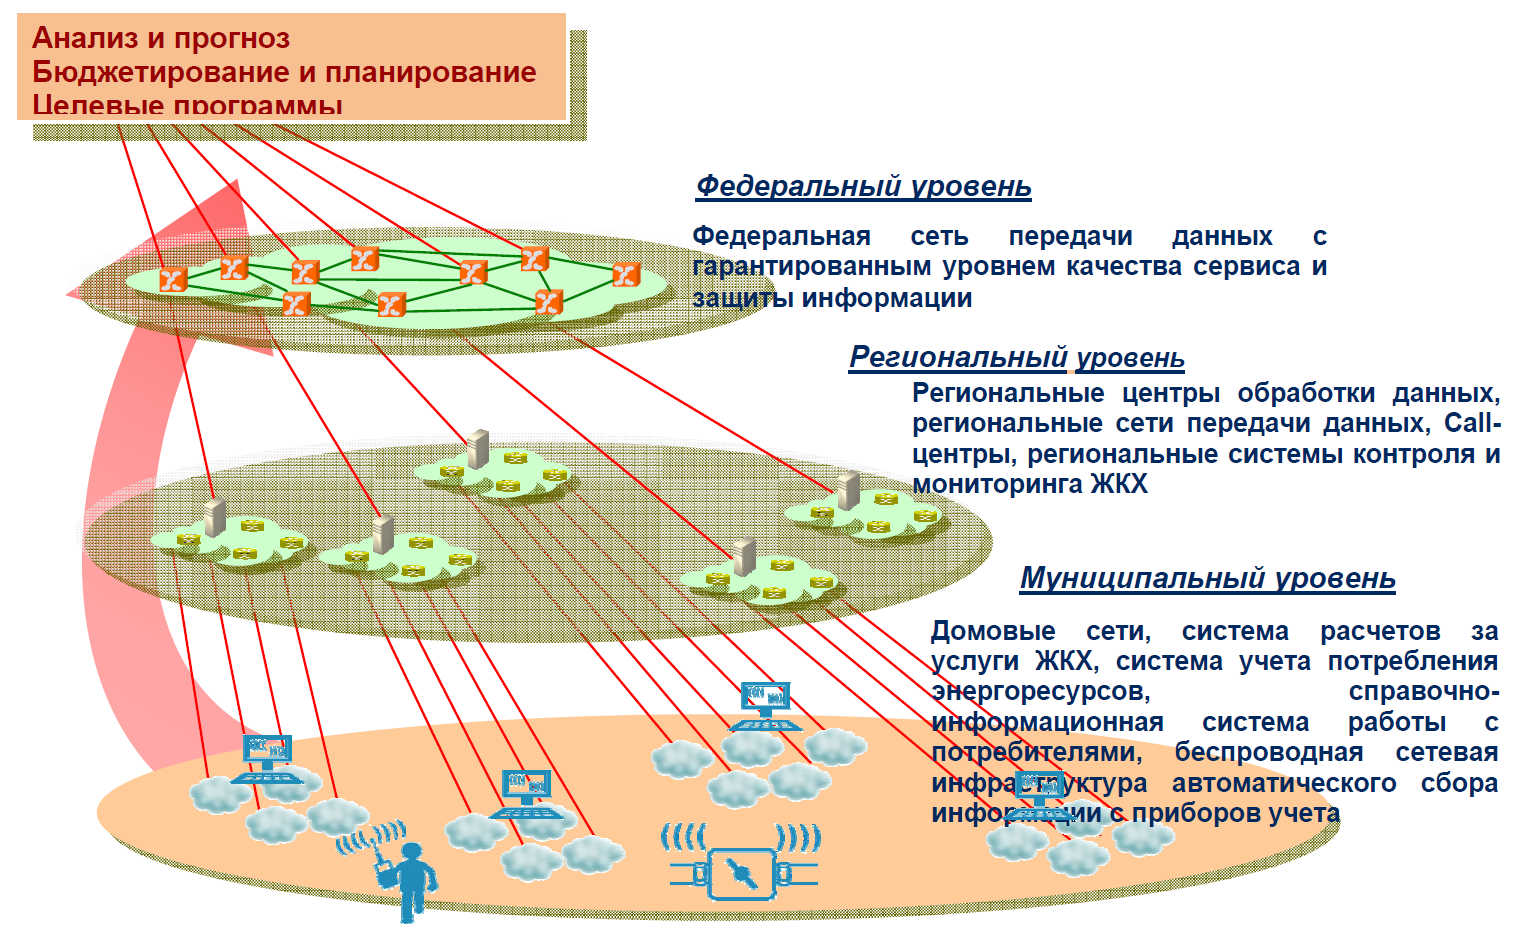 Анализ и прогноз
Бюджетирование и планирование
Целевые программы
Федеральный уровень
Федеральная сеть передачи данных с
гарантированным уровнем качества сервиса и
защиты информации
Региональный уровень
Региональные центры обработки данных,
региональные сети передачи данных, Call-
центры, региональные системы контроля и
мониторинга ЖКХ
Муниципальный уровень
Домовые сети, система расчетов за
услуги ЖКХ, система учета потребления
энергоресурсов, справочно-
информационная система работы с
потребителями, беспроводная сетевая
инфраструктура автоматического сбора
информации с приборов учета